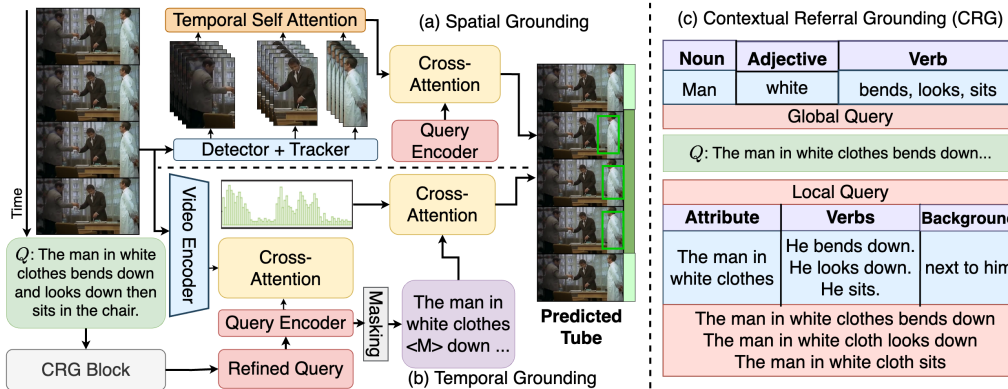 Temporal Self Attention
(a) Spatial Grounding
Cross-
Attention
Query
Encoder
Detector + Tracker
Time
Video Encoder
Cross-
Attention
Cross-
Attention
Q: The man in white
clothes bends down
and looks down then
sits in the chair.
CRG Block
Query Encoder
Refined Query
Masking
The man in
white clothes
<M> down ...
(b) Temporal Grounding
Predicted
Tube
(c) Contextual Referral Grounding (CRG)
Noun Adjective Verb
Man white bends, looks, sits
Global Query
Q: The man in white clothes bends down...
Local Query
Attribute Verbs Background
The man in
white clothes
He bends down.
He looks down.
He sits.
next to him
The man in white clothes bends down
The man in white cloth looks down
The man in white cloth sits